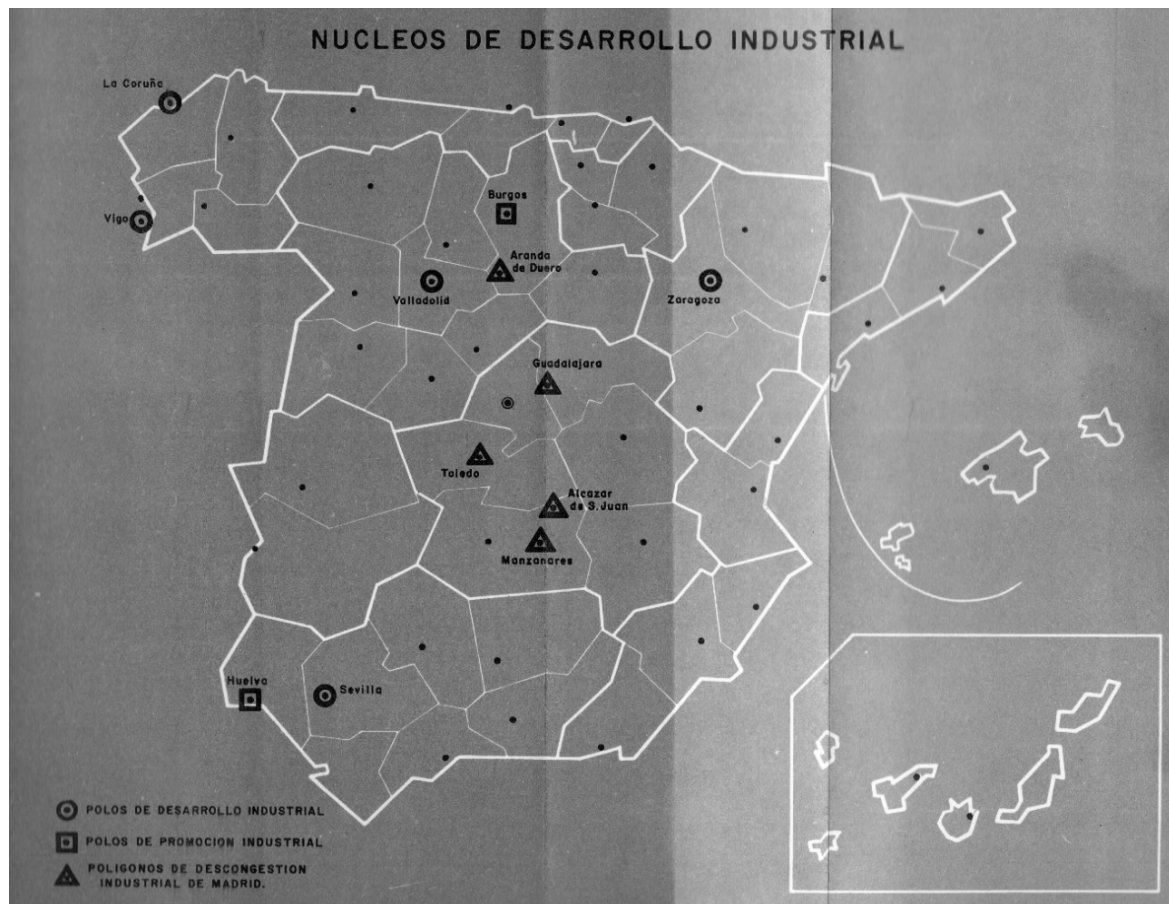 NUCLEOS DE DESARROLLO INDUSTRIAL
La Coruña
Vigo
Burgos
Aranda
de Duero
Valladolid
Zaragoza
Guadalajara
Toledo
Alcazar
de S. Juan
Manzanares
Huelva
Sevilla
POLOS DE DESARROLLO INDUSTRIAL
POLOS DE PROMOCION INDUSTRIAL
POLIGONOS DE DESCONGESTION
INDUSTRIAL DE MADRID.